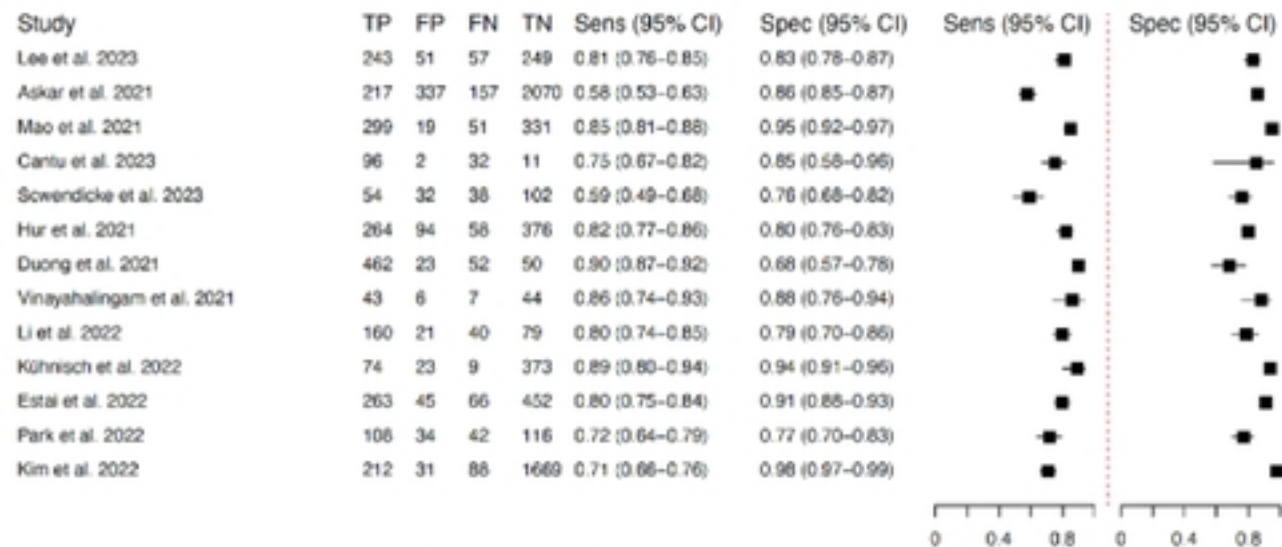 Study TP FP FN TN Sens (95% CI) Spec (95% CI) Sens (95% CI) Spec (95% CI)
Lee et al. 2023 243 51 57 249 0.81 (0.76–0.85) 0.83 (0.78–0.87)
Askar et al. 2021 217 337 157 2070 0.58 (0.53–0.63) 0.86 (0.85–0.87)
Mao et al. 2021 299 19 51 331 0.85 (0.81–0.88) 0.95 (0.92–0.97)
Cantu et al. 2023 96 2 32 11 0.75 (0.67–0.82) 0.85 (0.58–0.96)
Scwendicke et al. 2023 54 32 38 102 0.59 (0.49–0.68) 0.76 (0.68–0.82)
Hur et al. 2021 264 94 58 376 0.82 (0.77–0.86) 0.80 (0.76–0.83)
Duong et al. 2021 462 23 52 50 0.90 (0.87–0.92) 0.68 (0.57–0.78)
Vinayahalingam et al. 2021 43 6 7 44 0.86 (0.74–0.93) 0.88 (0.76–0.94)
Li et al. 2022 160 21 40 79 0.80 (0.74–0.85) 0.79 (0.70–0.86)
Kühnisch et al. 2022 74 23 9 373 0.89 (0.80–0.94) 0.94 (0.91–0.96)
Estai et al. 2022 263 45 66 452 0.80 (0.75–0.84) 0.91 (0.88–0.93)
Park et al. 2022 108 34 42 116 0.72 (0.64–0.79) 0.77 (0.70–0.83)
Kim et al. 2022 212 31 88 1669 0.71 (0.66–0.76) 0.98 (0.97–0.99)
0 0.4 0.8 0 0.4 0.8